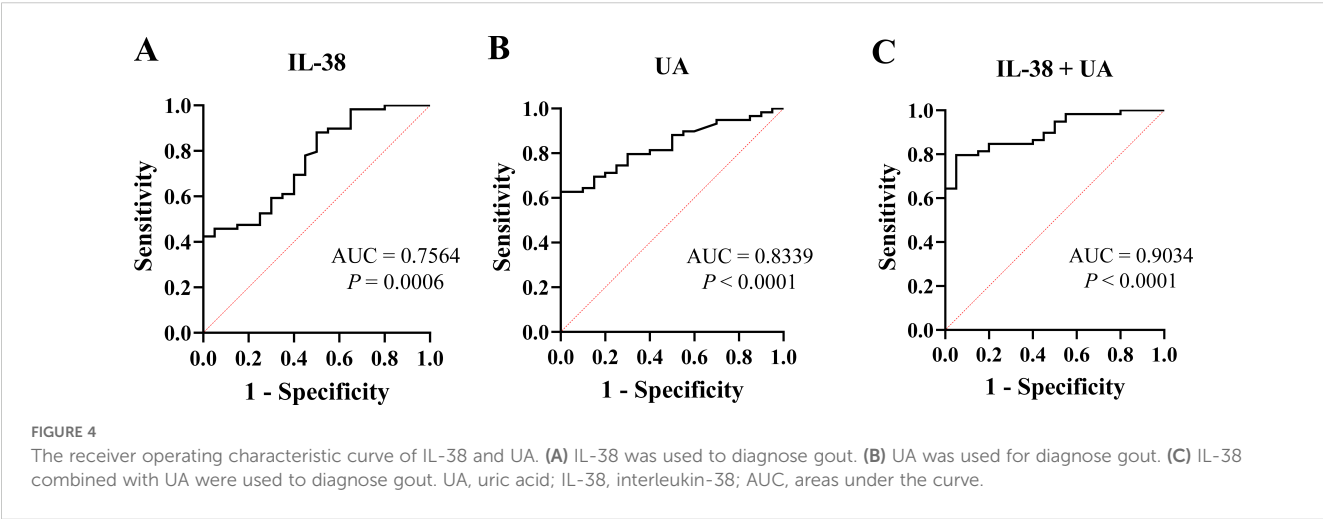 A
IL-38
Sensitivity
1.0
0.8
0.6
0.4
0.2
0.0
AUC = 0.7564
P = 0.0006
0.0 0.2 0.4 0.6 0.8 1.0
1 - Specificity
B
UA
Sensitivity
1.0
0.8
0.6
0.4
0.2
0.0
AUC = 0.8339
P < 0.0001
0.0 0.2 0.4 0.6 0.8 1.0
1 - Specificity
C
IL-38 + UA
Sensitivity
1.0
0.8
0.6
0.4
0.2
0.0
AUC = 0.9034
P < 0.0001
0.0 0.2 0.4 0.6 0.8 1.0
1 - Specificity
FIGURE 4
The receiver operating characteristic curve of IL-38 and UA. (A) IL-38 was used to diagnose gout. (B) UA was used for diagnose gout. (C) IL-38
combined with UA were used to diagnose gout. UA, uric acid; IL-38, interleukin-38; AUC, areas under the curve.